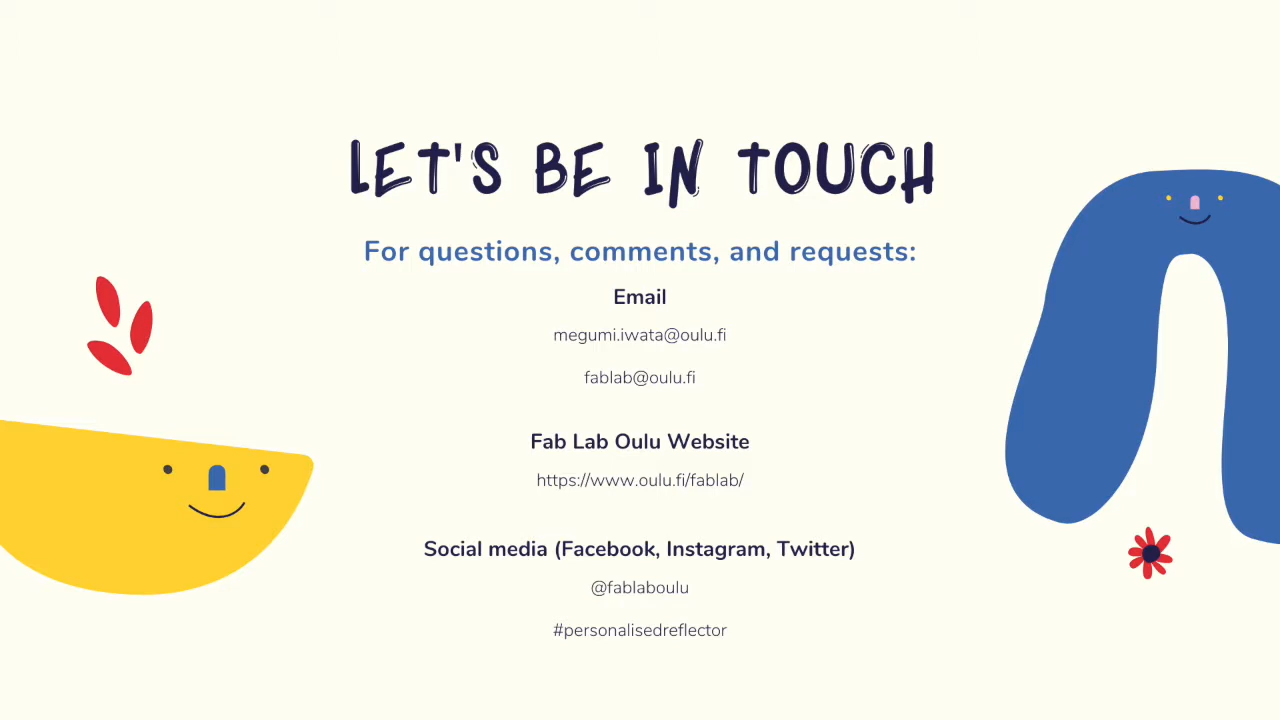 LET'S BE IN TOUCH
For questions, comments, and requests:
Email
megumi.iwata@oulu.fi
fablab@oulu.fi
Fab Lab Oulu Website
https://www.oulu.fi/fablab/
Social media (Facebook, Instagram, Twitter)
@fablaboulu
#personalisedreflector